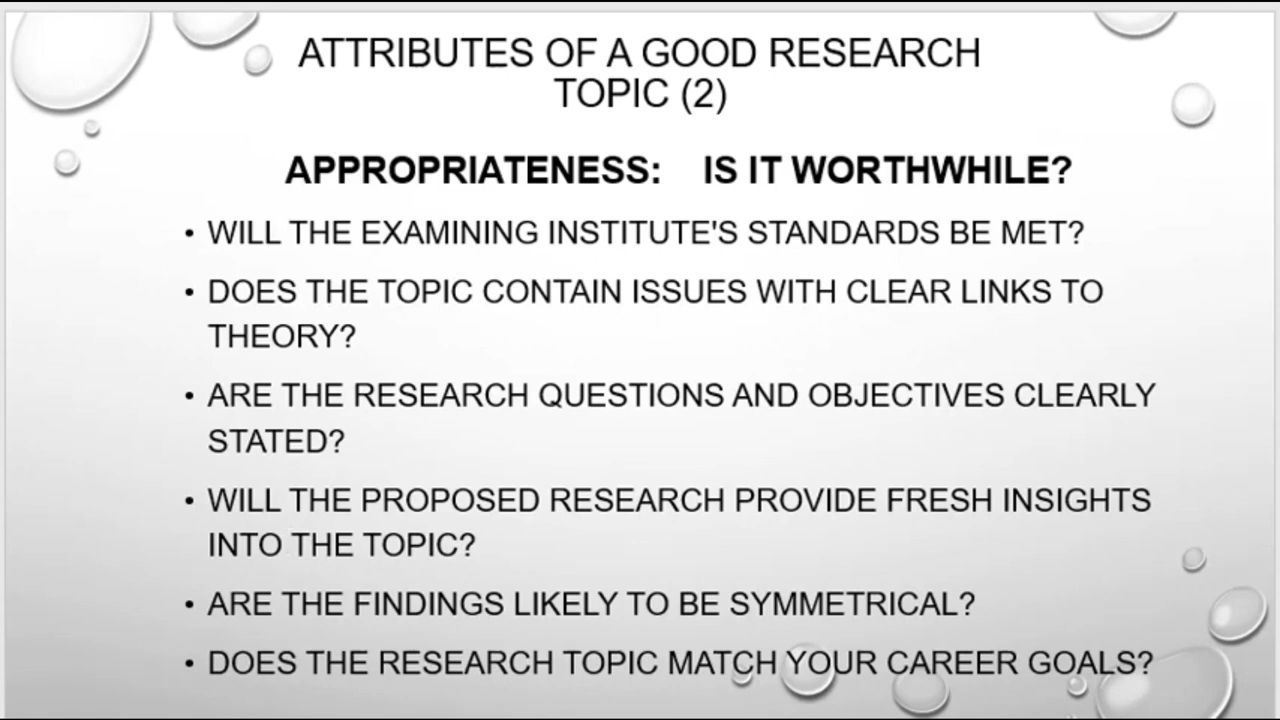 ATTRIBUTES OF A GOOD RESEARCH
TOPIC (2)
APPROPRIATENESS: IS IT WORTHWHILE?
• WILL THE EXAMINING INSTITUTE'S STANDARDS BE MET?
• DOES THE TOPIC CONTAIN ISSUES WITH CLEAR LINKS TO
THEORY?
• ARE THE RESEARCH QUESTIONS AND OBJECTIVES CLEARLY
STATED?
• WILL THE PROPOSED RESEARCH PROVIDE FRESH INSIGHTS
INTO THE TOPIC?
• ARE THE FINDINGS LIKELY TO BE SYMMETRICAL?
• DOES THE RESEARCH TOPIC MATCH YOUR CAREER GOALS?